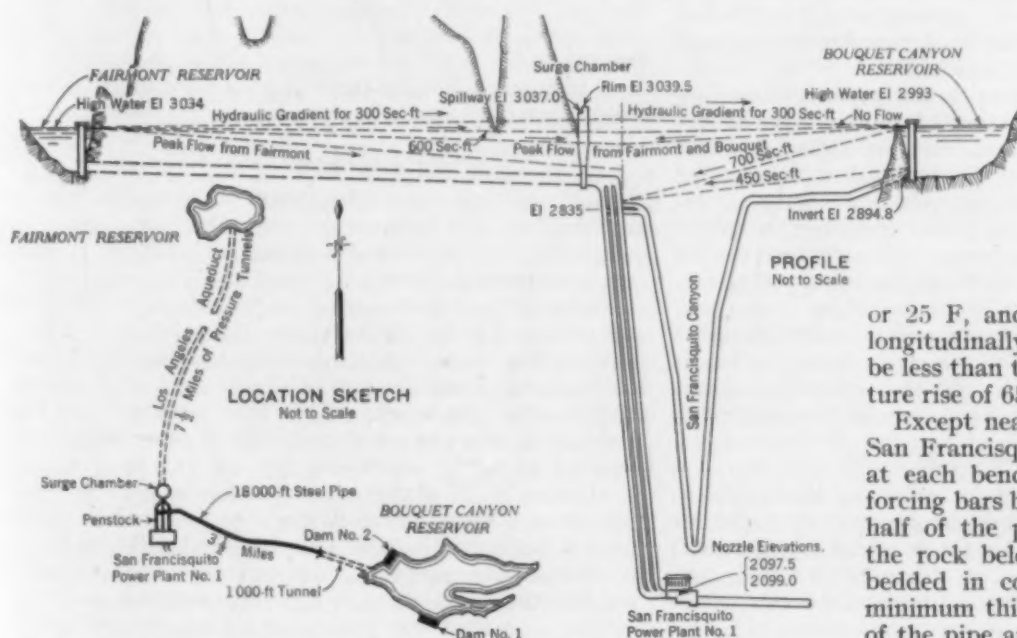 FAIRMONT RESERVOIR
High Water El 3034
Hydraulic Gradient for 300 Sec-ft
Spillway El 3037.0
Surge Chamber
Rim El 3039.5
Hydraulic Gradient for 300 Sec-ft
BOUQUET CANYON
RESERVOIR
High Water El 2993
No Flow
Peak Flow from Fairmont
600 Sec-ft
Peak Flow from Fairmont and Bouquet
700 Sec-ft
450 Sec-ft
El 2835
Invert El 2894.8
PROFILE
Not to Scale
San Francisquito Canyon
Nozzle Elevations.
2097.5
2099.0
San Francisquito
Power Plant No. 1
FAIRMONT RESERVOIR
Los Angeles Aqueduct
7 1/2 Miles of Pressure Tunnel
LOCATION SKETCH
Not to Scale
Surge Chamber
18000-ft Steel Pipe
Penstock
San Francisquito
Power Plant No. 1
Miles
1000-ft Tunnel
BOUQUET CANYON
RESERVOIR
Dam No. 2
Dam No. 1
or 25 F, and
longitudinally
be less than t
ture rise of 65
Except nea
San Francisq
at each benc
forcing bars b
half of the p
the rock belo
bedded in co
minimum thi
of the pipe a